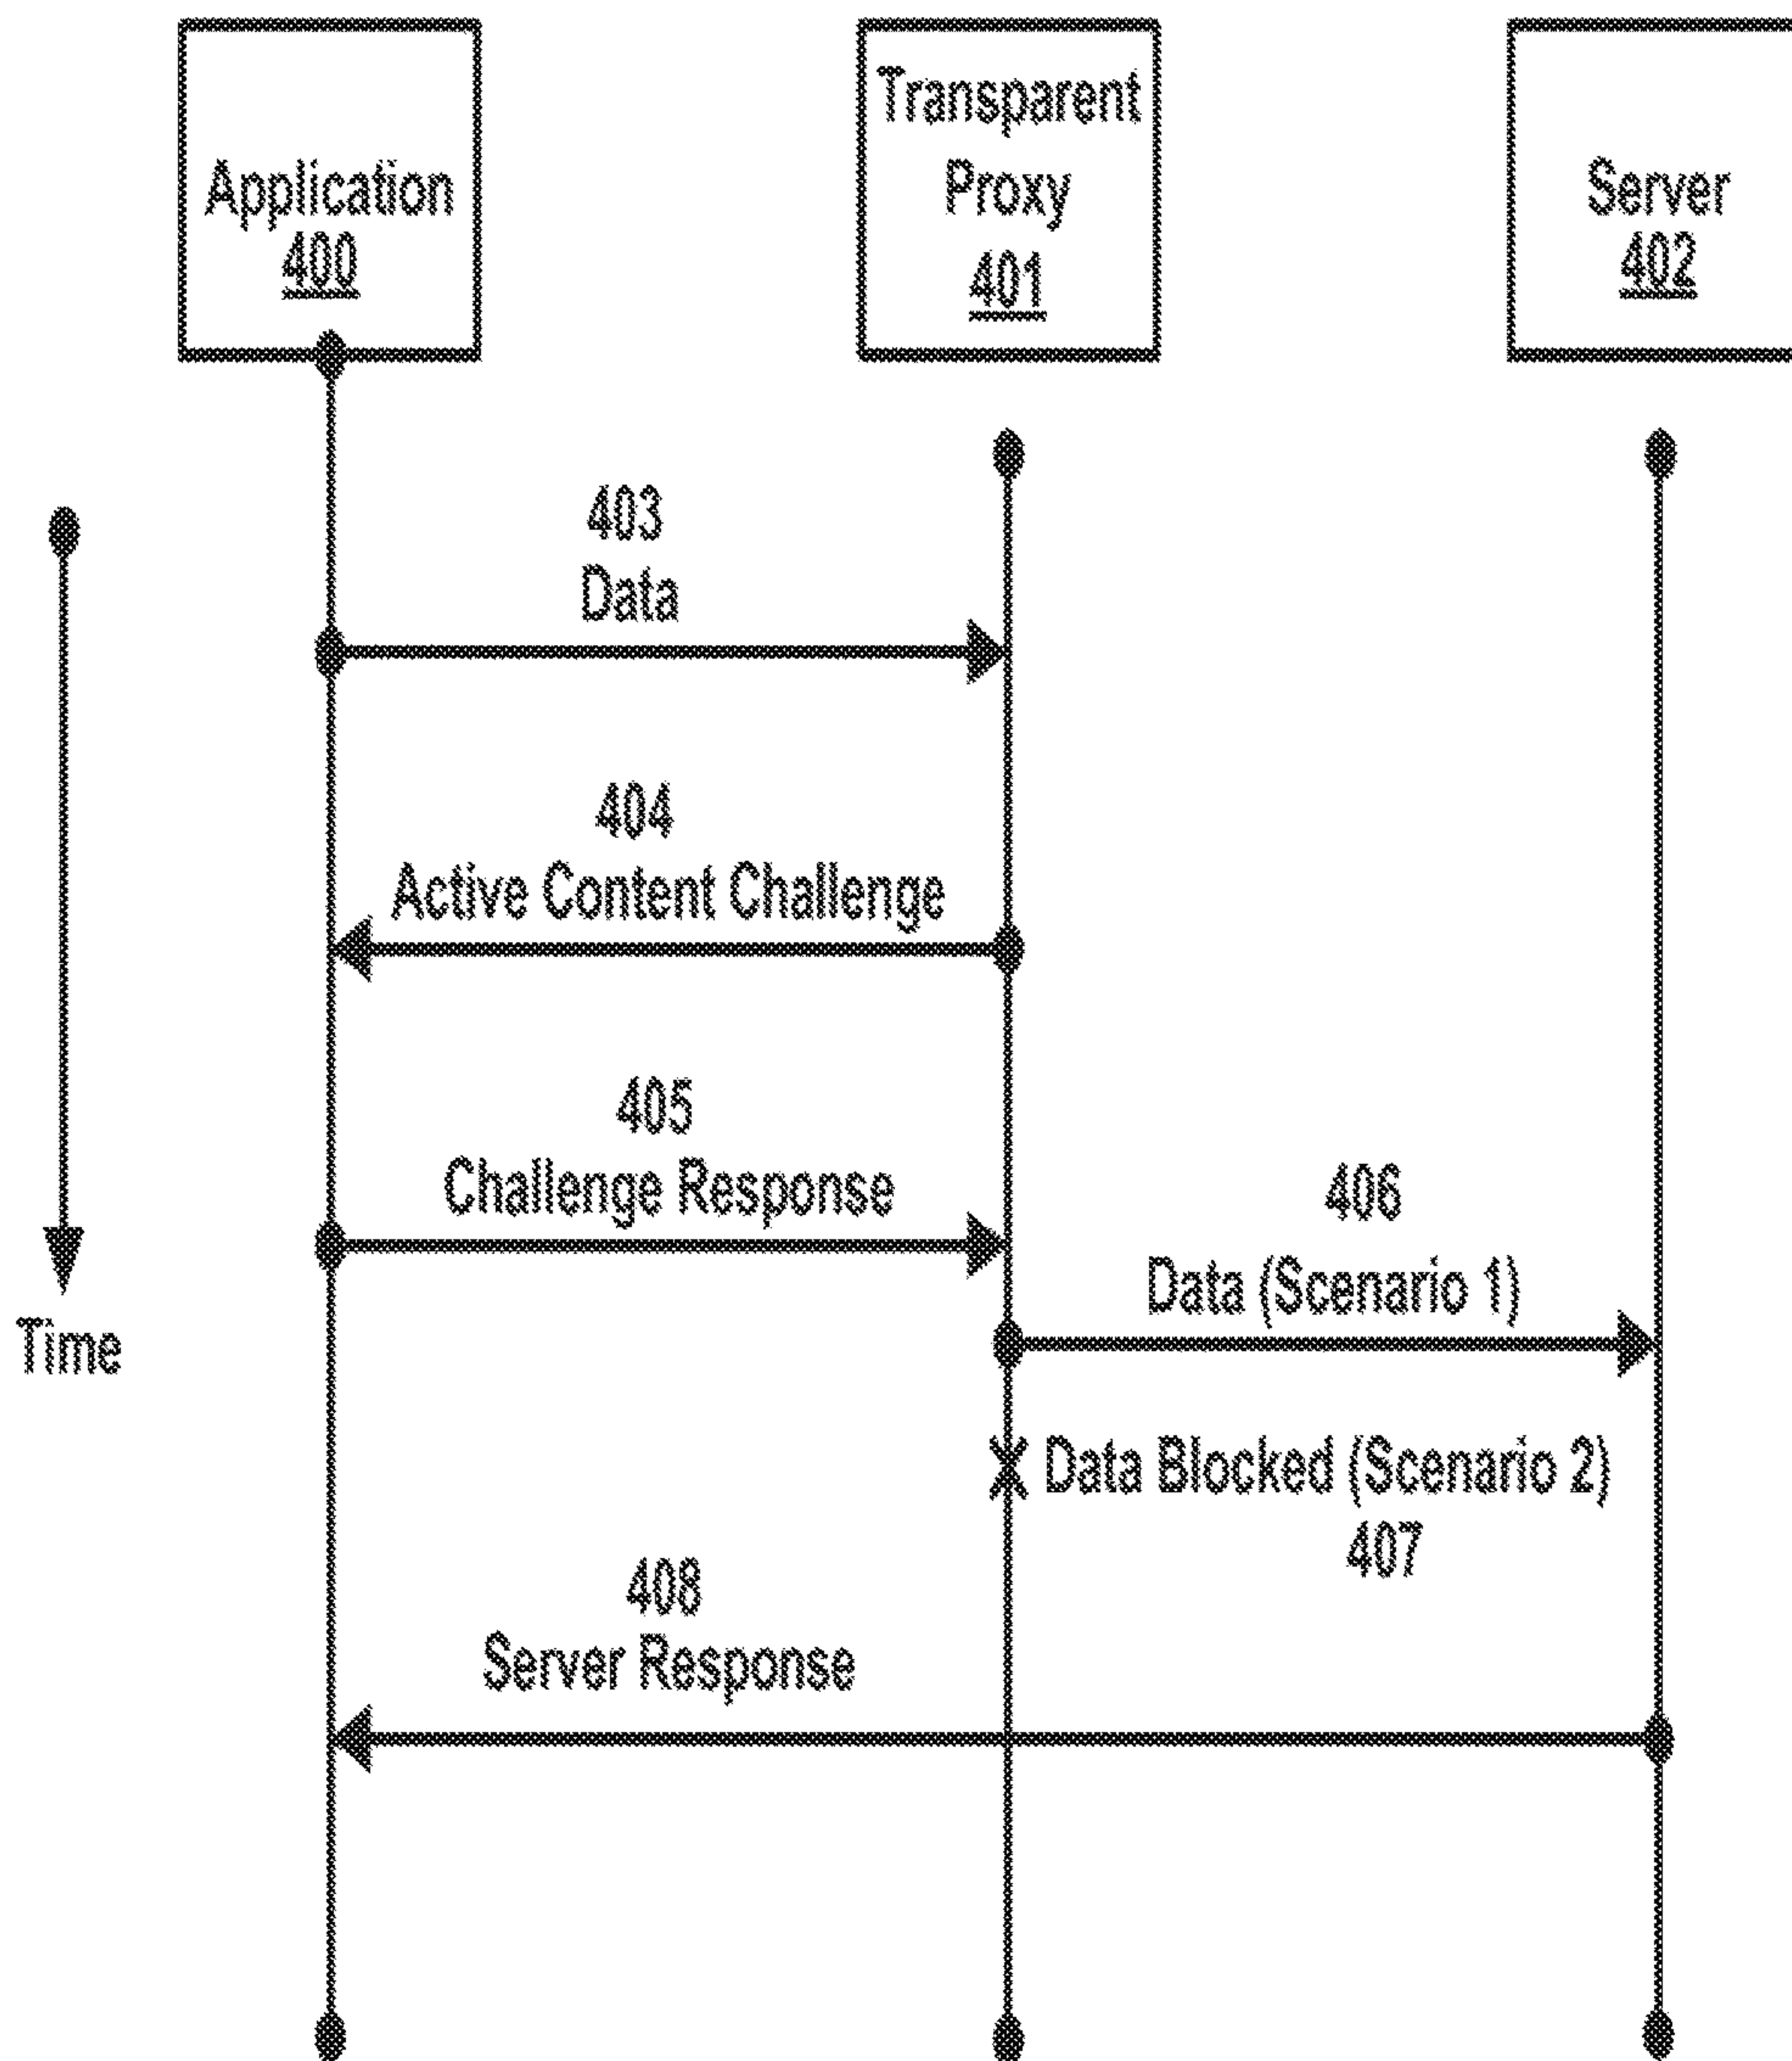 Application
400
Transparent
Proxy
401
Server
402
403
Data
404
Active Content Challenge
405
Challenge Response
406
Data (Scenario 1)
Time
Data Blocked (Scenario 2)
407
408
Server Response